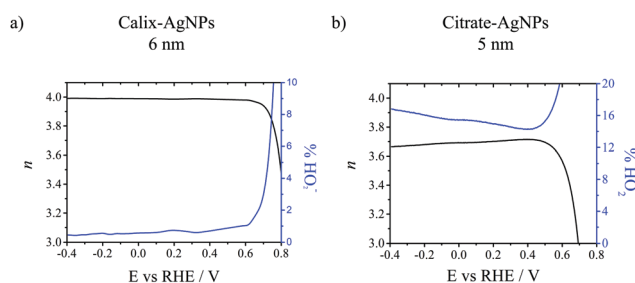 a) Calix-AgNPs
6 nm
b) Citrate-AgNPs
5 nm
4.0
3.8
3.6
3.4
3.2
3.0
n
10
8
6
4
2
0
% HO₂⁻
-0.4 -0.2 0.0 0.2 0.4 0.6 0.8
E vs RHE / V
4.0
3.8
3.6
3.4
3.2
3.0
n
20
16
12
8
4
0
% HO₂
-0.4 -0.2 0.0 0.2 0.4 0.6 0.8
E vs RHE / V